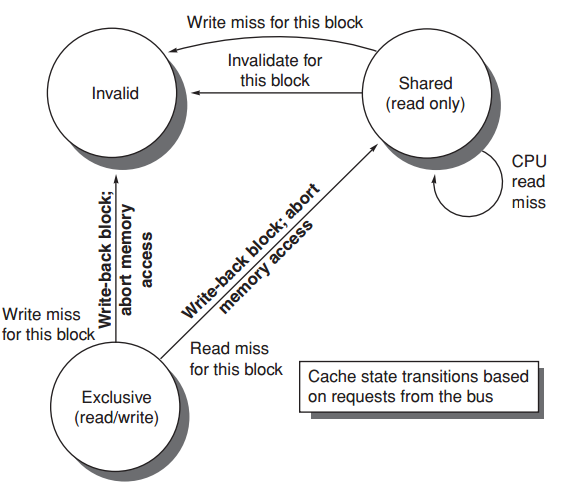 Write miss for this block
Invalidate for
this block
Invalid
Shared
(read only)
CPU
read
miss
Write-back block;
abort memory
access
Write-back block; abort
memory access
Write miss
for this block
Read miss
for this block
Exclusive
(read/write)
Cache state transitions based
on requests from the bus